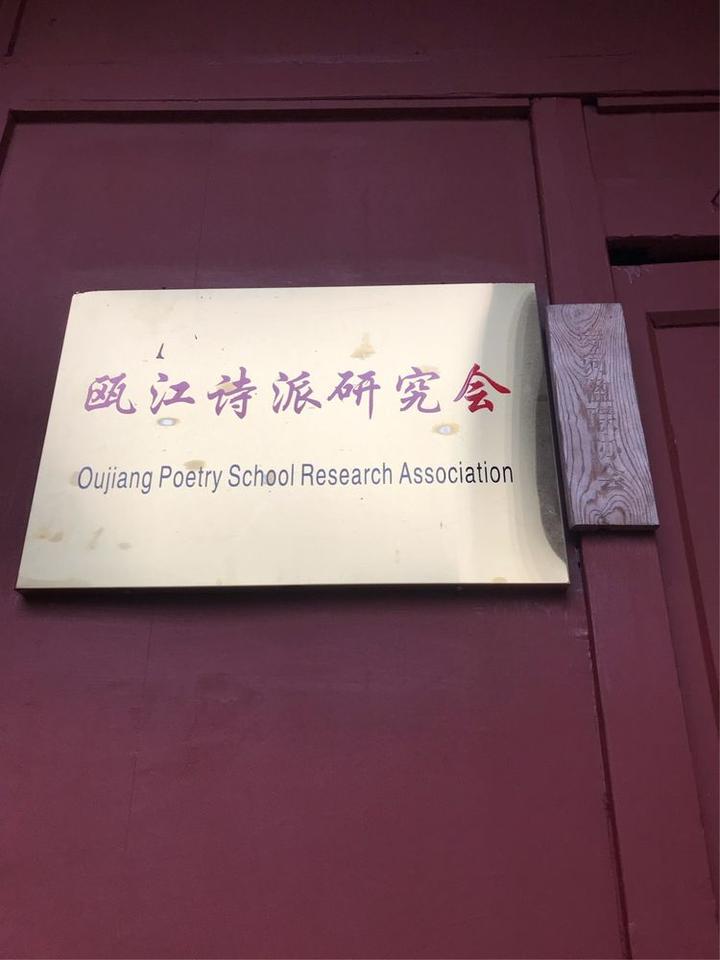 瓯江诗派研究会
Oujiang Poetry School Research Association